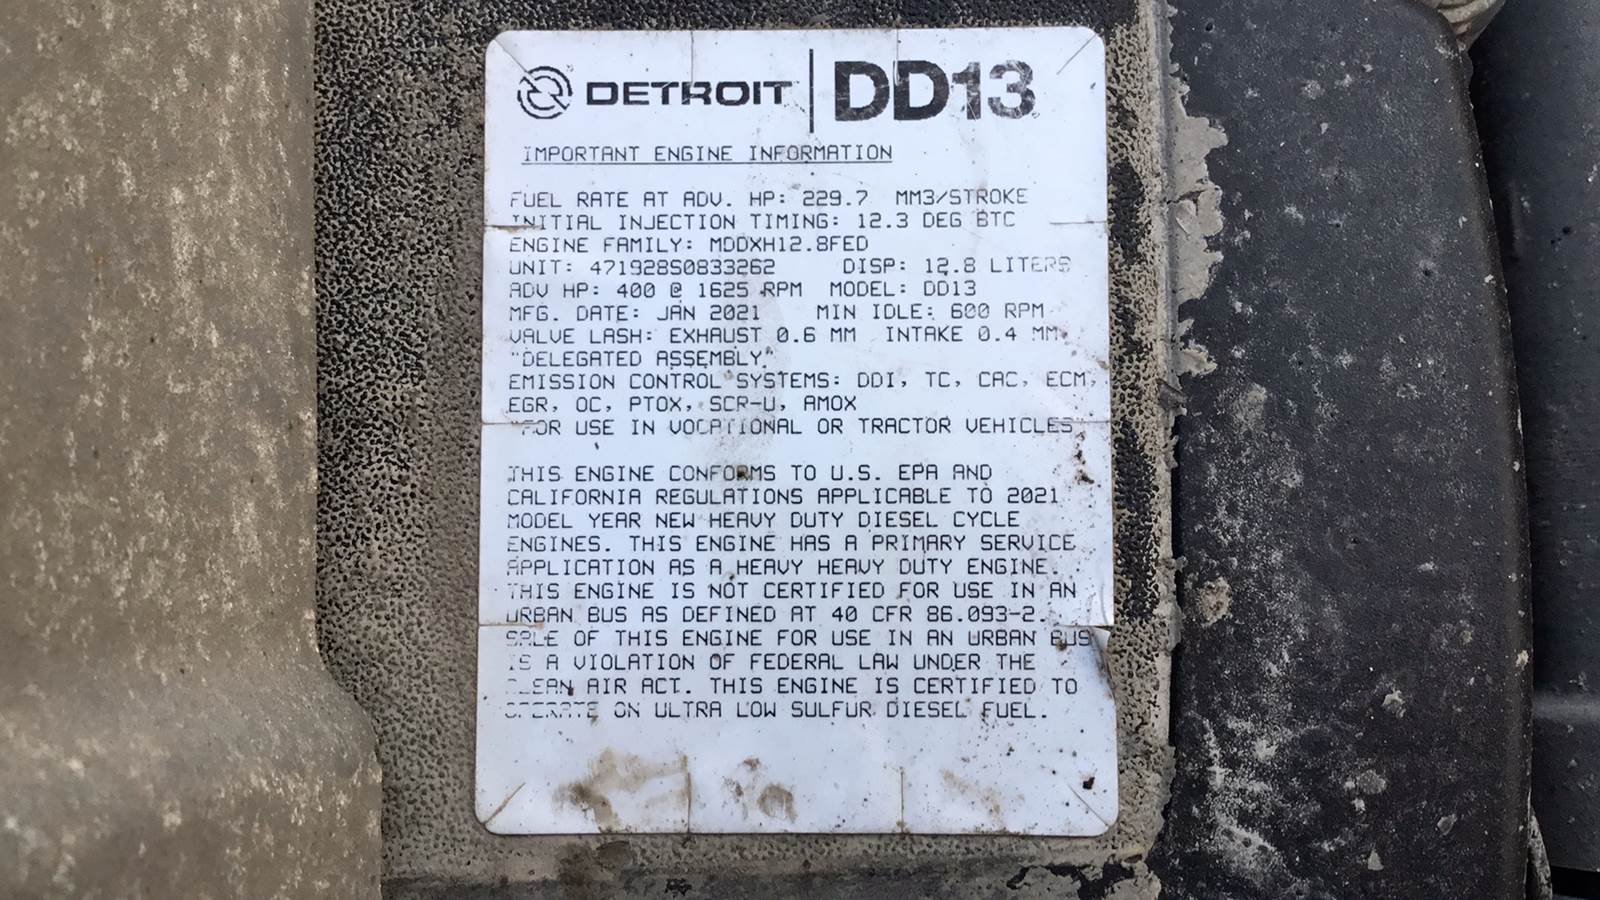 DETROIT DD13
IMPORTANT ENGINE INFORMATION
FUEL RATE AT ADV. HP: 229.7 MM3/STROKE
INITIAL INJECTION TIMING: 12.3 DEG BTC
ENGINE FAMILY: MDDXH12.8FED
UNIT: 471928S0833262 DISP: 12.8 LITERS
ADV HP: 400 @ 1625 RPM MODEL: DD13
MFG. DATE: JAN 2021 MIN IDLE: 600 RPM
VALVE LASH: EXHAUST 0.6 MM INTAKE 0.4 MM
"DELEGATED ASSEMBLY"
EMISSION CONTROL SYSTEMS: DDI, TC, CAC, ECM,
EGR, OC, PTOX, SCR-U, AMOX
FOR USE IN VOCATIONAL OR TRACTOR VEHICLES
THIS ENGINE CONFORMS TO U.S. EPA AND
CALIFORNIA REGULATIONS APPLICABLE TO 2021
MODEL YEAR NEW HEAVY DUTY DIESEL CYCLE
ENGINES. THIS ENGINE HAS A PRIMARY SERVICE
APPLICATION AS A HEAVY HEAVY DUTY ENGINE.
THIS ENGINE IS NOT CERTIFIED FOR USE IN AN
URBAN BUS AS DEFINED AT 40 CFR 86.093-2.
SALE OF THIS ENGINE FOR USE IN AN URBAN BUS
IS A VIOLATION OF FEDERAL LAW UNDER THE
CLEAN AIR ACT. THIS ENGINE IS CERTIFIED TO
OPERATE ON ULTRA LOW SULFUR DIESEL FUEL.